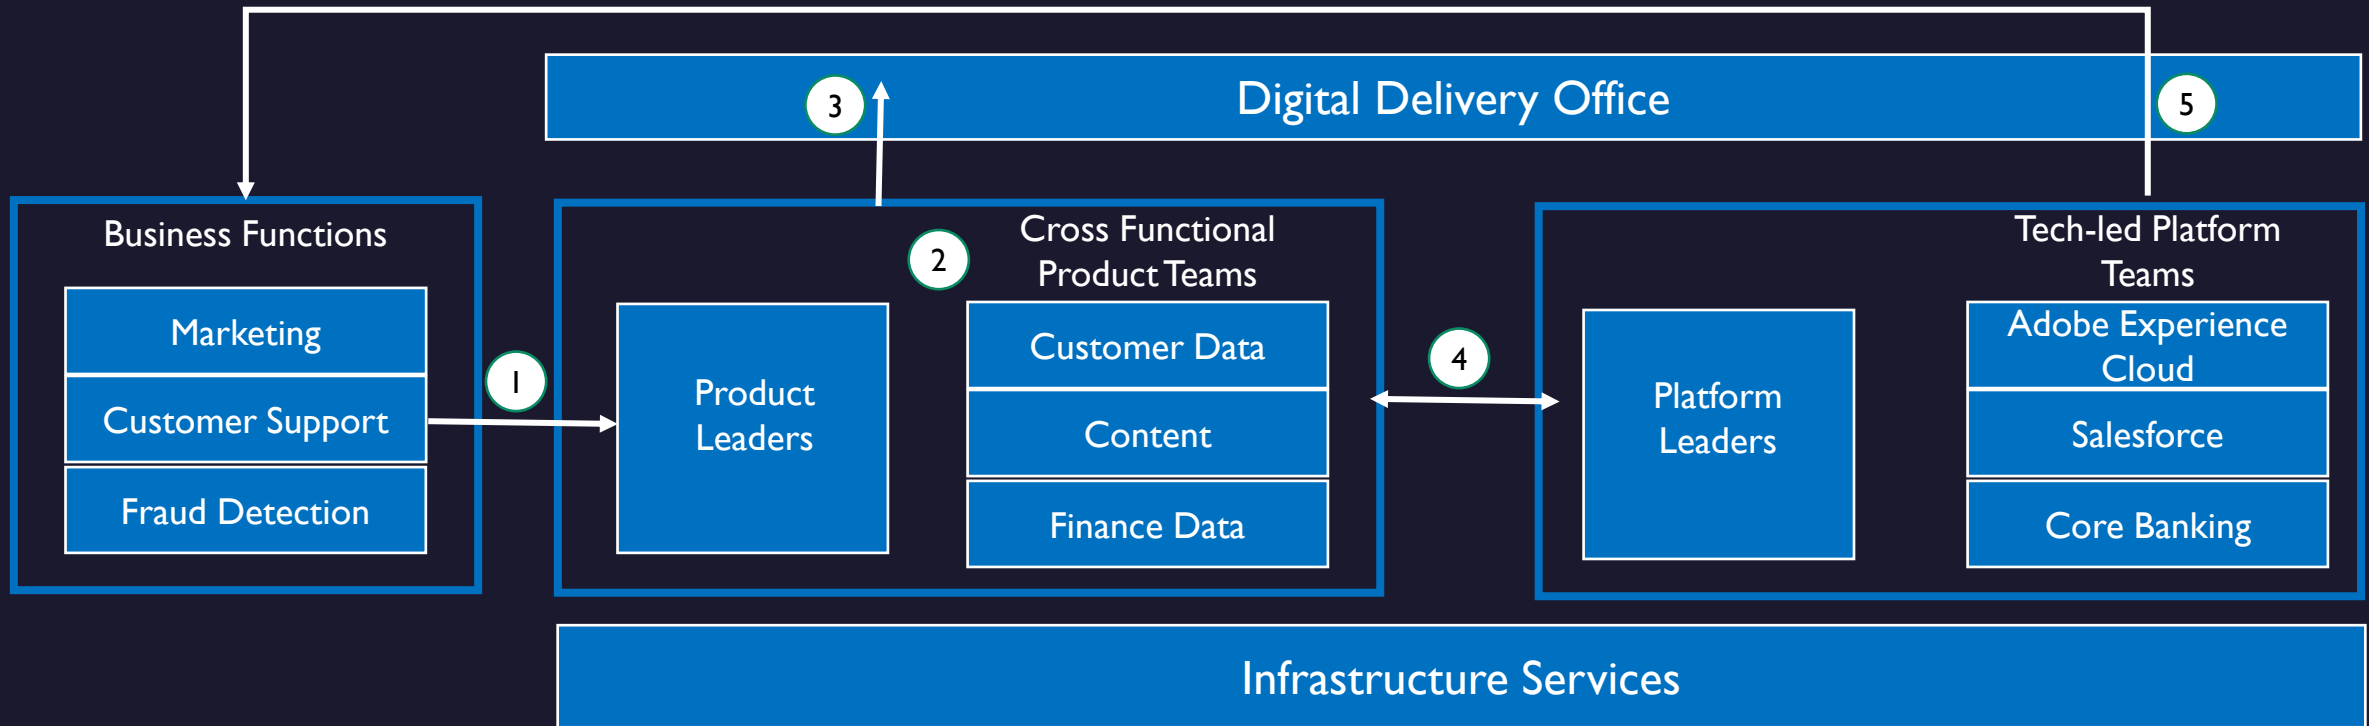 Digital Delivery Office
3
5
Business Functions
Marketing
Customer Support
Fraud Detection
1
2
Cross Functional
Product Teams
Product
Leaders
Customer Data
Content
Finance Data
4
Tech-led Platform
Teams
Platform
Leaders
Adobe Experience
Cloud
Salesforce
Core Banking
Infrastructure Services